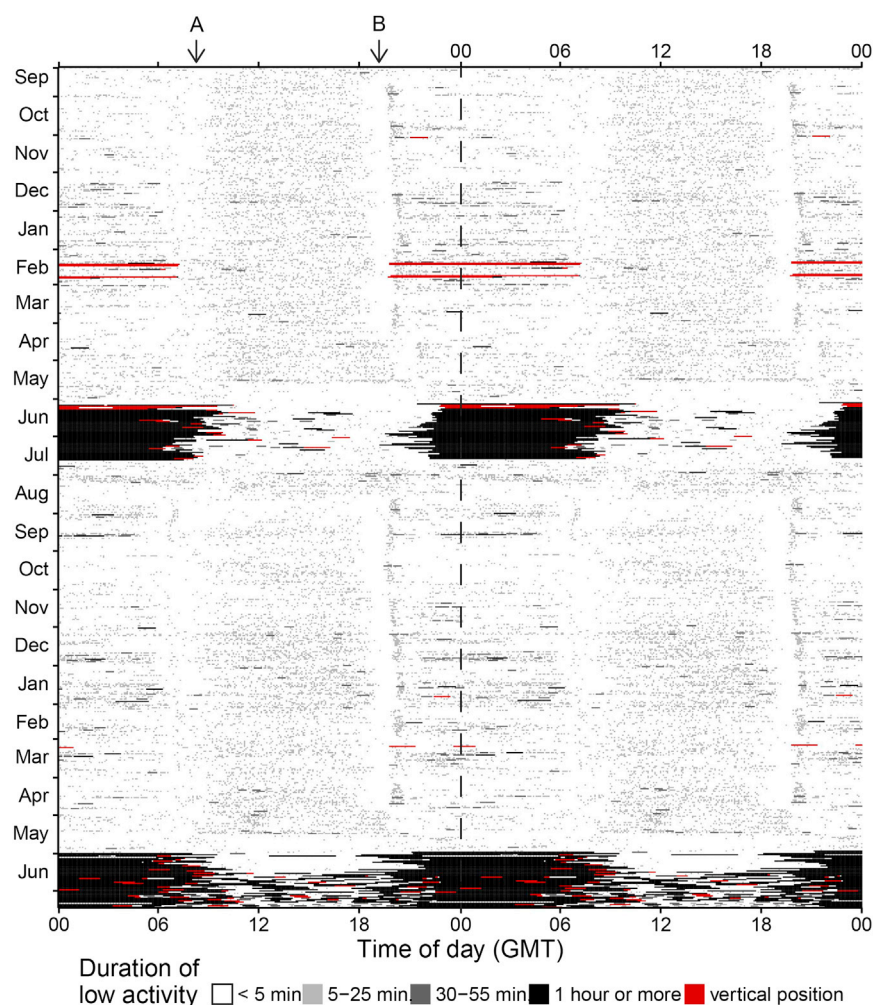 A B
00 06 12 18 00
Sep
Oct
Nov
Dec
Jan
Feb
Mar
Apr
May
Jun
Jul
Aug
Sep
Oct
Nov
Dec
Jan
Feb
Mar
Apr
May
Jun
00 06 12 18 00 06 12 18 00
Time of day (GMT)
Duration of
low activity < 5 min 5–25 min. 30–55 min. 1 hour or more vertical position